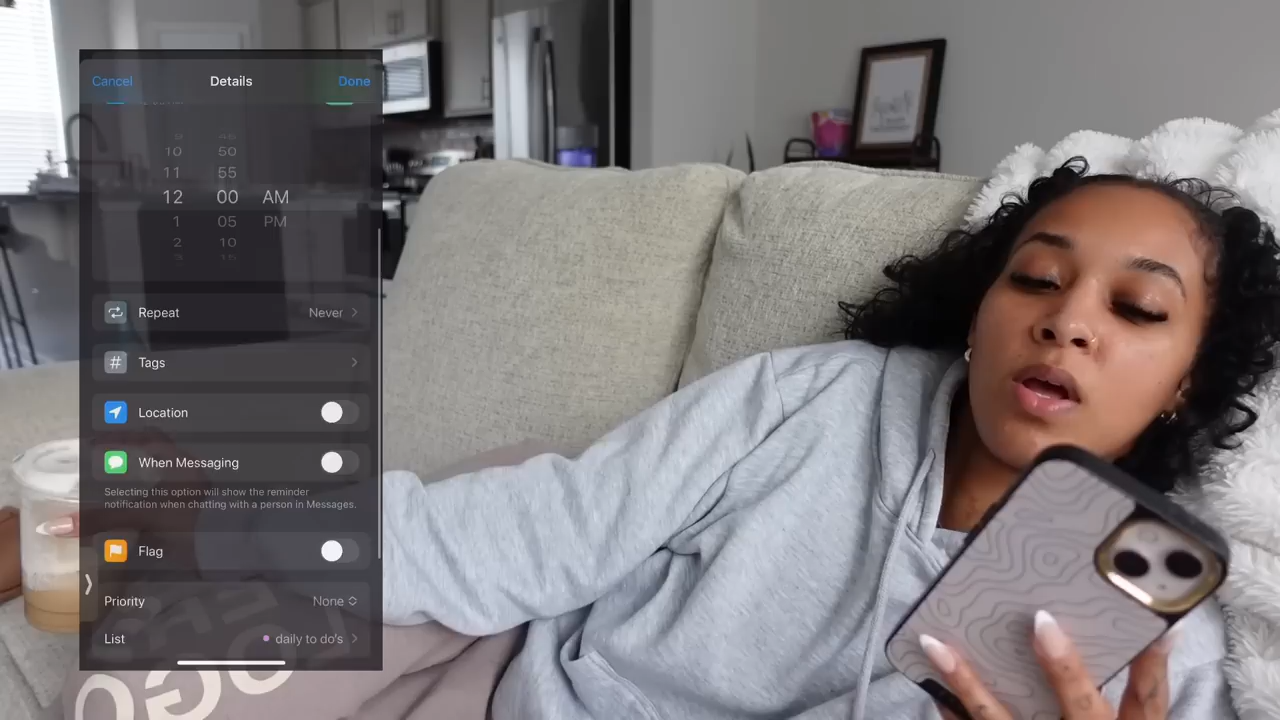 Cancel Details Done
10 50
11 55
12 00 AM
1 05 PM
2 10
Repeat Never
# Tags
Location
When Messaging
Selecting this option will show the reminder
notification when chatting with a person in Messages.
Flag
Priority None
List daily to do's